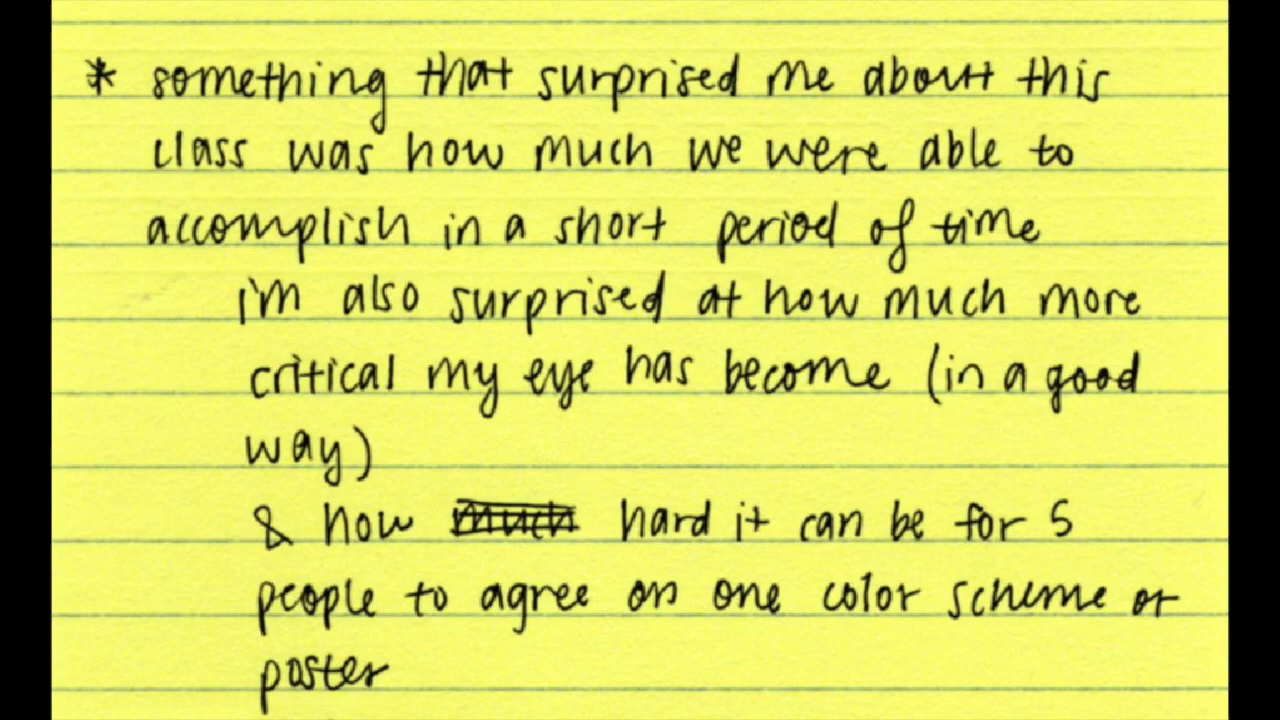 * something that surprised me about this
class was how much we were able to
accomplish in a short period of time
i'm also surprised at how much more
critical my eye has become (in a good
way)
& how much hard it can be for 5
people to agree on one color scheme or
poster